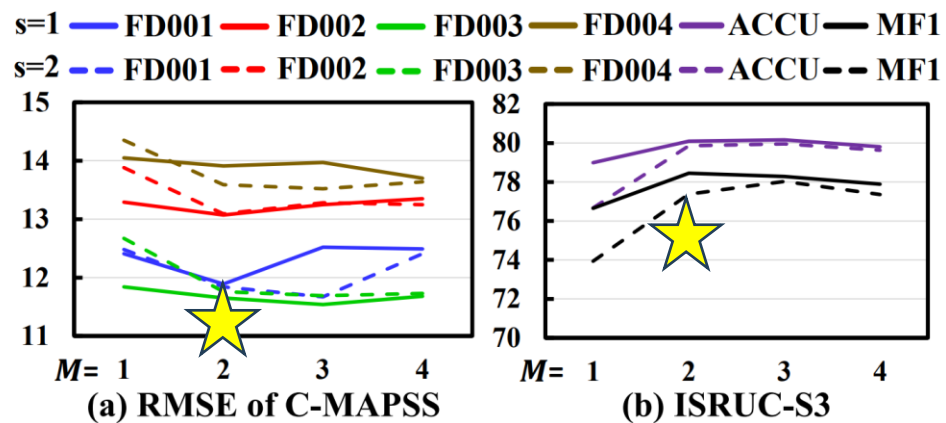 s=1 FD001 FD002 FD003 FD004 ACCU MF1
s=2 FD001 FD002 FD003 FD004 ACCU MF1
15
14
13
12
11
M= 1 2 3 4
(a) RMSE of C-MAPSS
82
80
78
76
74
72
70
M= 1 2 3 4
(b) ISRUC-S3